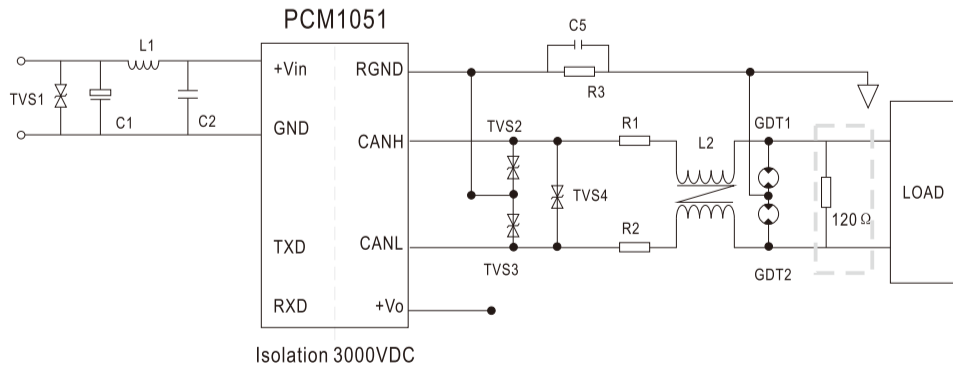 PCM1051
C5
L1
+Vin
RGND
R3
TVS1
C1
C2
GND
TVS2
CANH
R1
L2
GDT1
TVS4
LOAD
120 Ω
TXD
CANL
R2
TVS3
GDT2
RXD
+Vo
Isolation 3000VDC